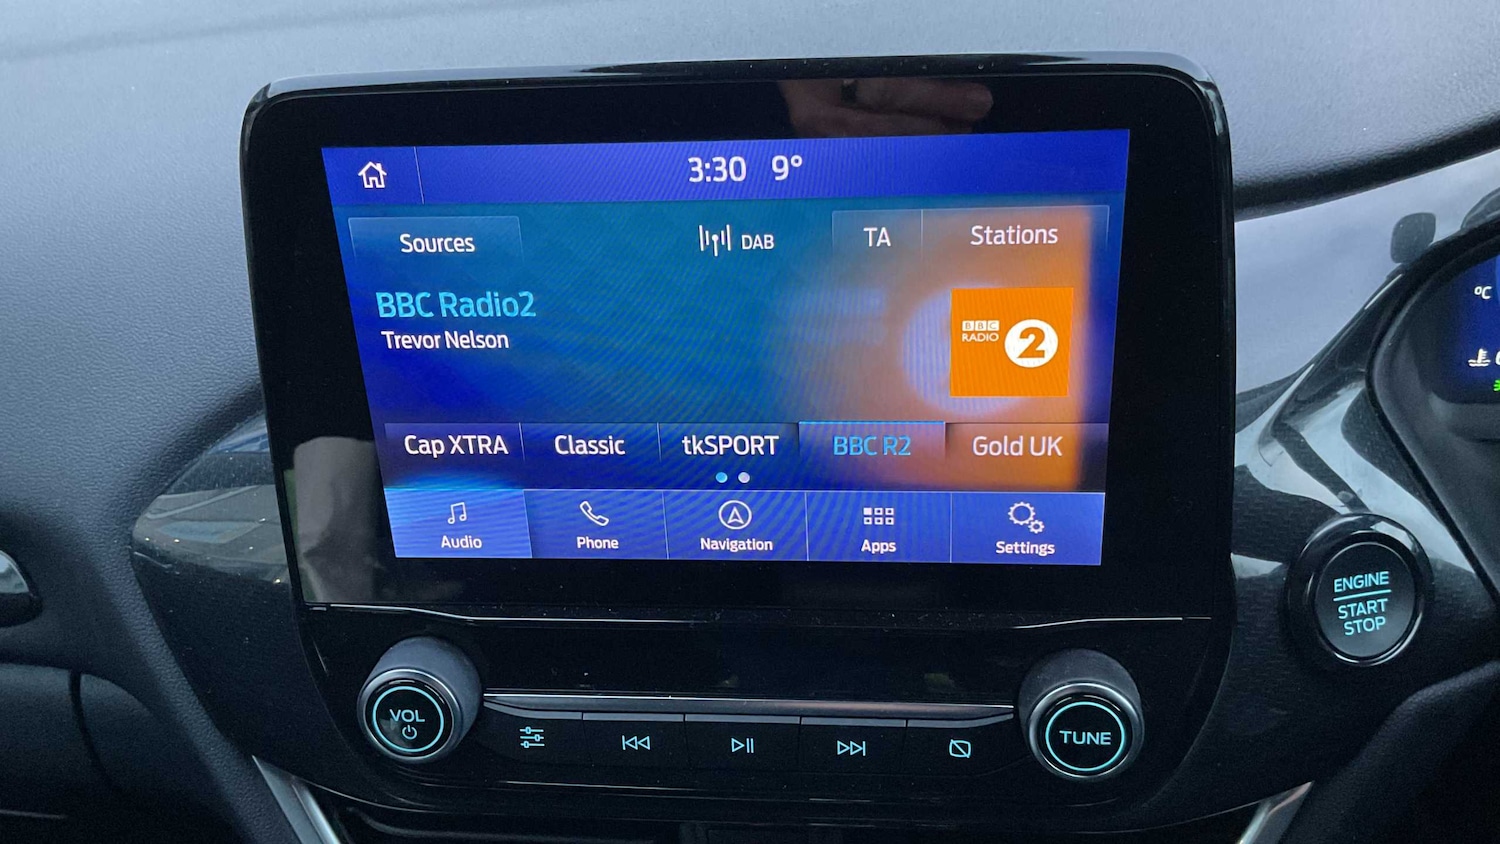 3:30 9°
Sources
DAB
TA
Stations
BBC Radio2
Trevor Nelson
BBC
RADIO
2
Cap XTRA
Classic
tkSPORT
BBC R2
Gold UK
Audio
Phone
Navigation
Apps
Settings
°C
ENGINE
START
STOP
VOL
TUNE